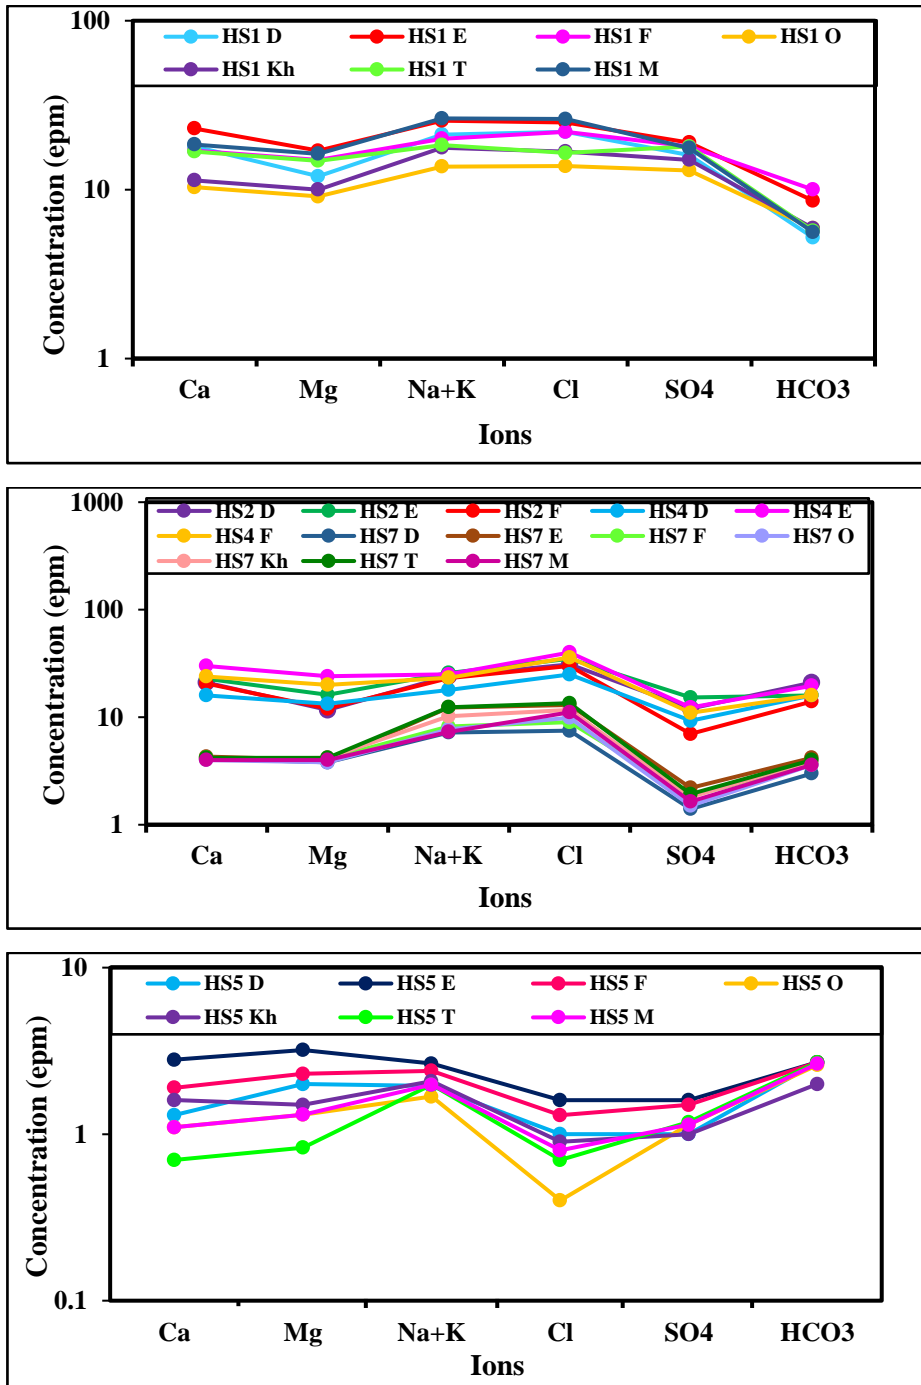 100
HS1 D HS1 E HS1 F HS1 O
HS1 Kh HS1 T HS1 M
10
1
Concentration (epm)
Ca Mg Na+K Cl SO4 HCO3
Ions
1000
HS2 D HS2 E HS2 F HS4 D HS4 E
HS4 F HS7 D HS7 E HS7 F HS7 O
HS7 Kh HS7 T HS7 M
100
10
1
Concentration (epm)
Ca Mg Na+K Cl SO4 HCO3
Ions
10
HS5 D HS5 E HS5 F HS5 O
HS5 Kh HS5 T HS5 M
1
0.1
Concentration (epm)
Ca Mg Na+K Cl SO4 HCO3
Ions